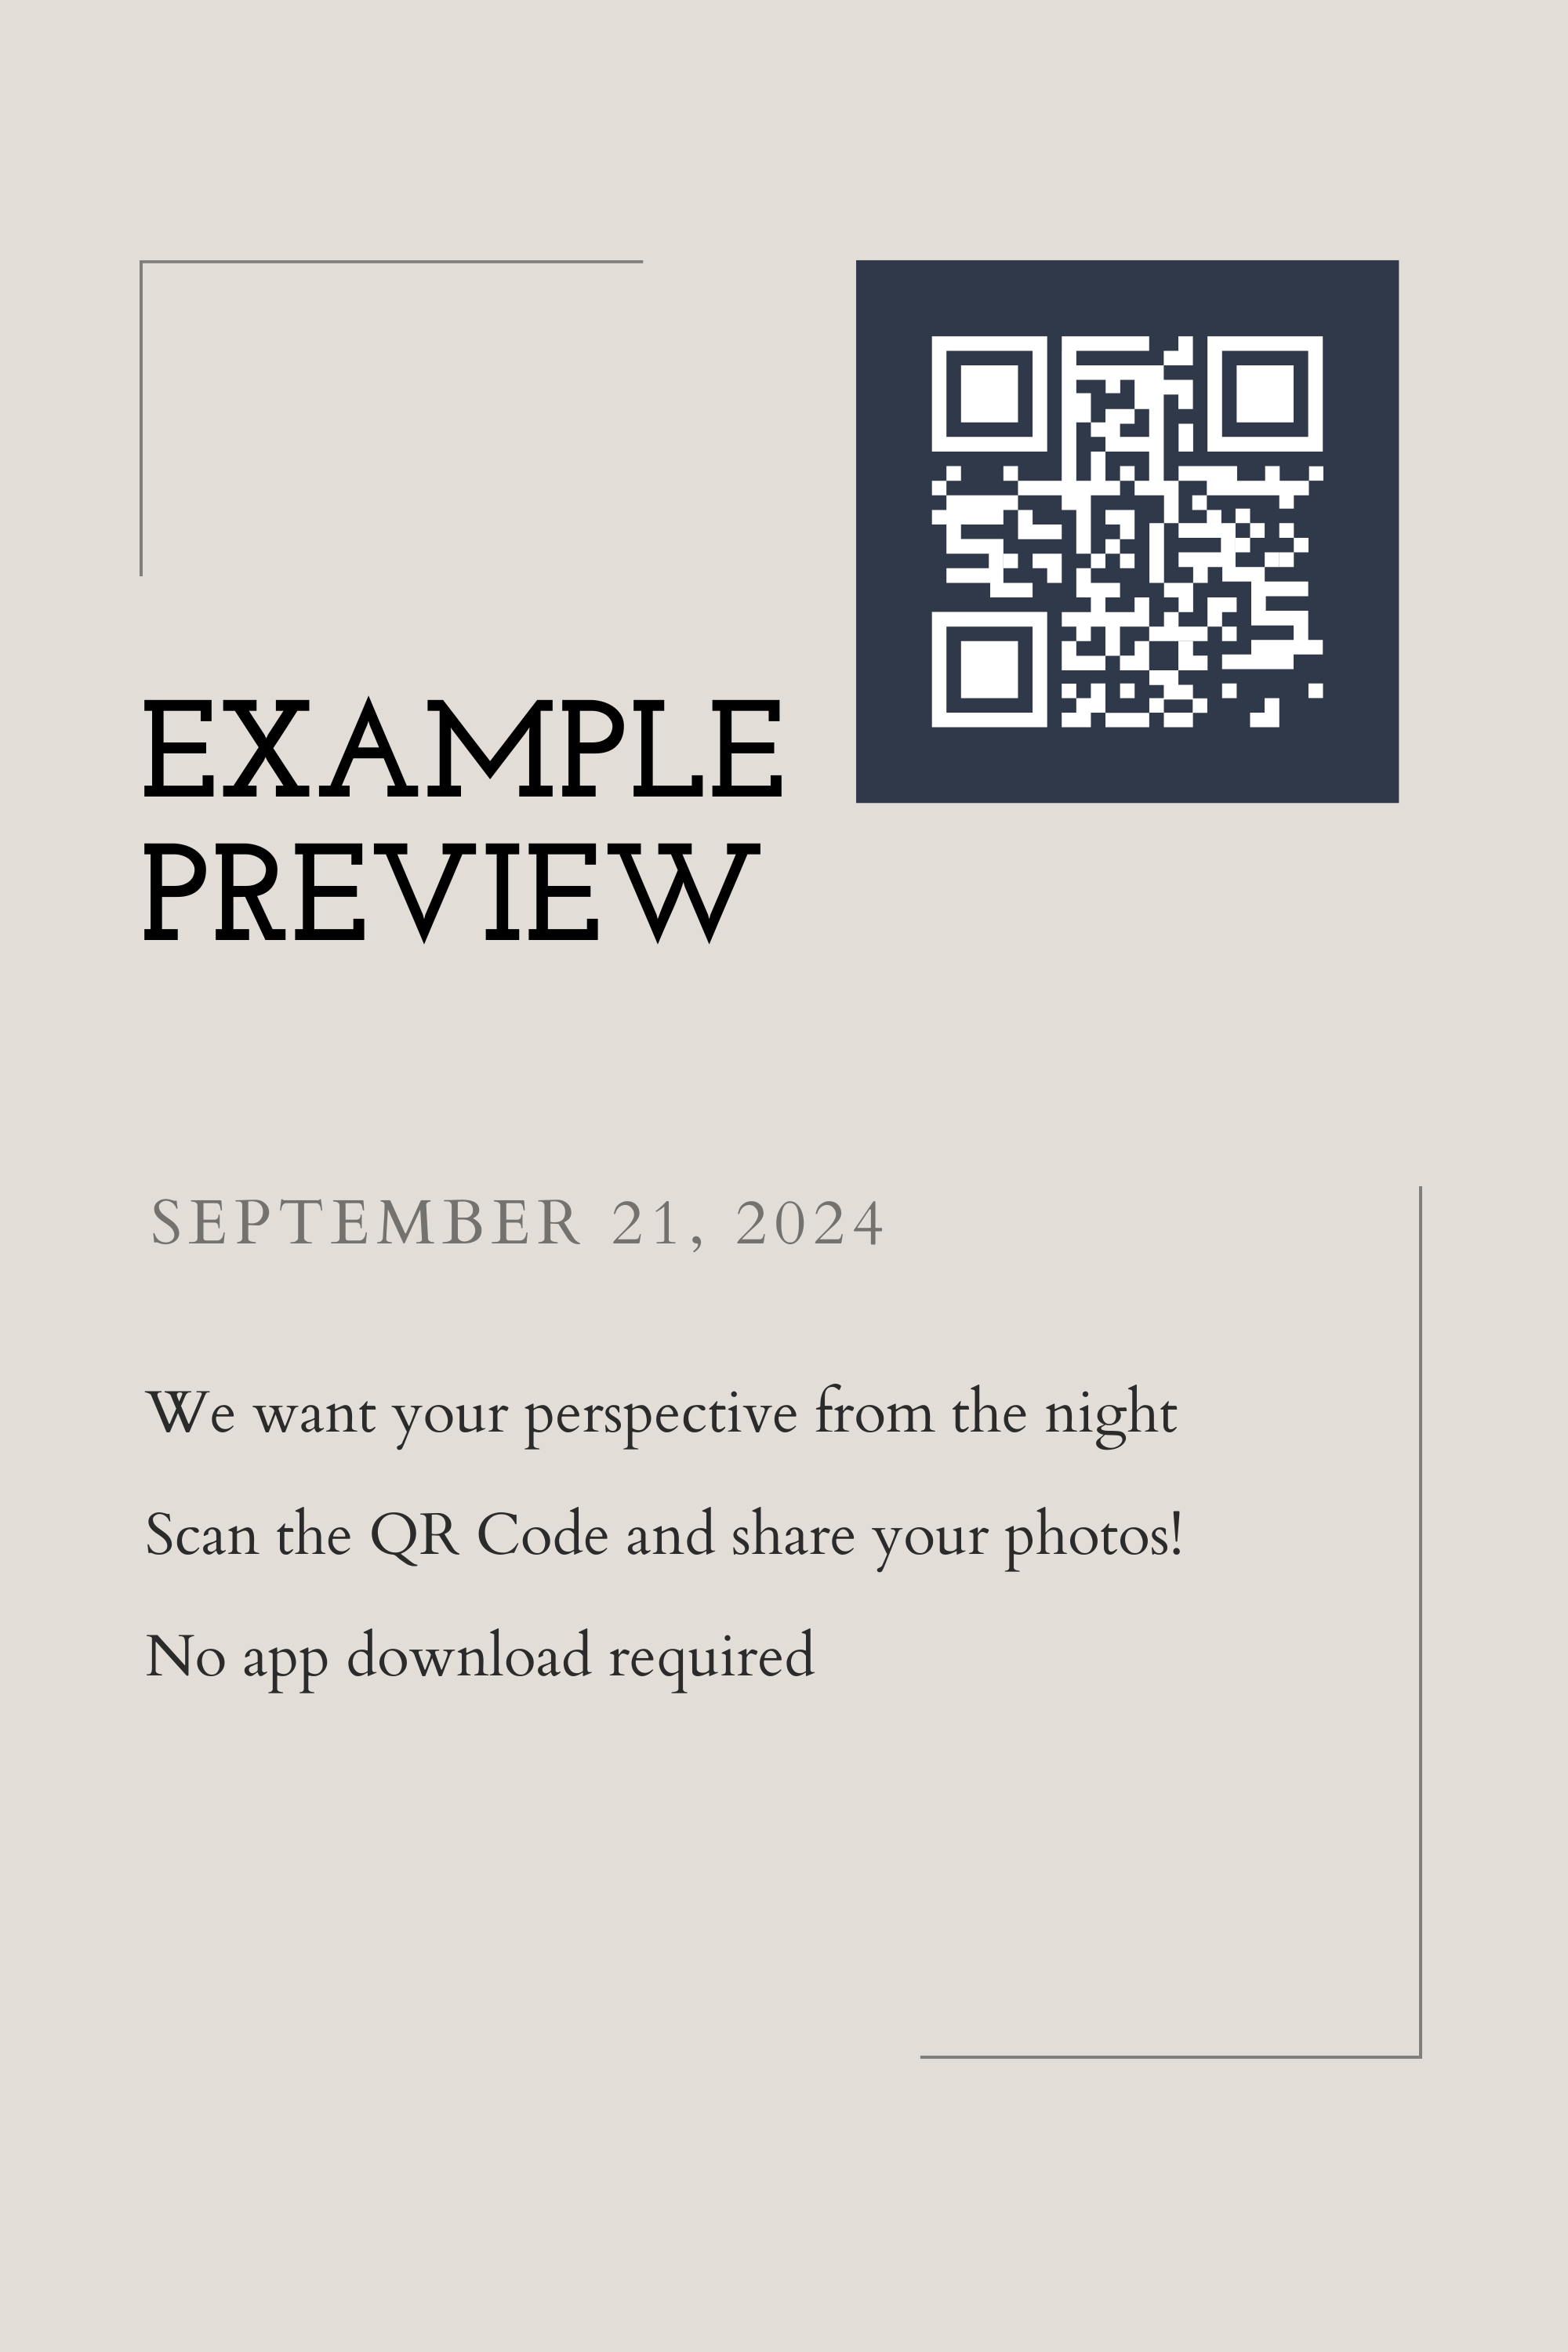 EXAMPLE
PREVIEW
SEPTEMBER 21, 2024
We want your perspective from the night
Scan the QR Code and share your photos!
No app download required